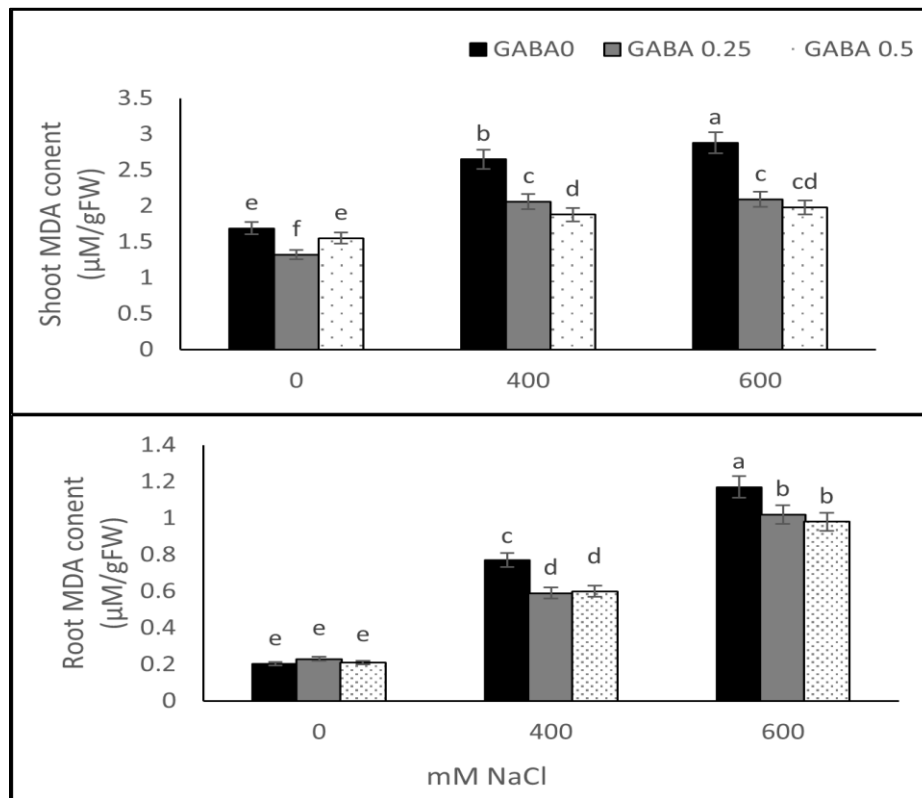 GABA0 GABA 0.25 GABA 0.5
Shoot MDA conent
(µM/gFW)
3.5
3
2.5
2
1.5
1
0.5
0
e f e
b c d
a c cd
0 400 600
Root MDA conent
(µM/gFW)
1.4
1.2
1
0.8
0.6
0.4
0.2
0
e e e
c d d
a b b
0 400 600
mM NaCl